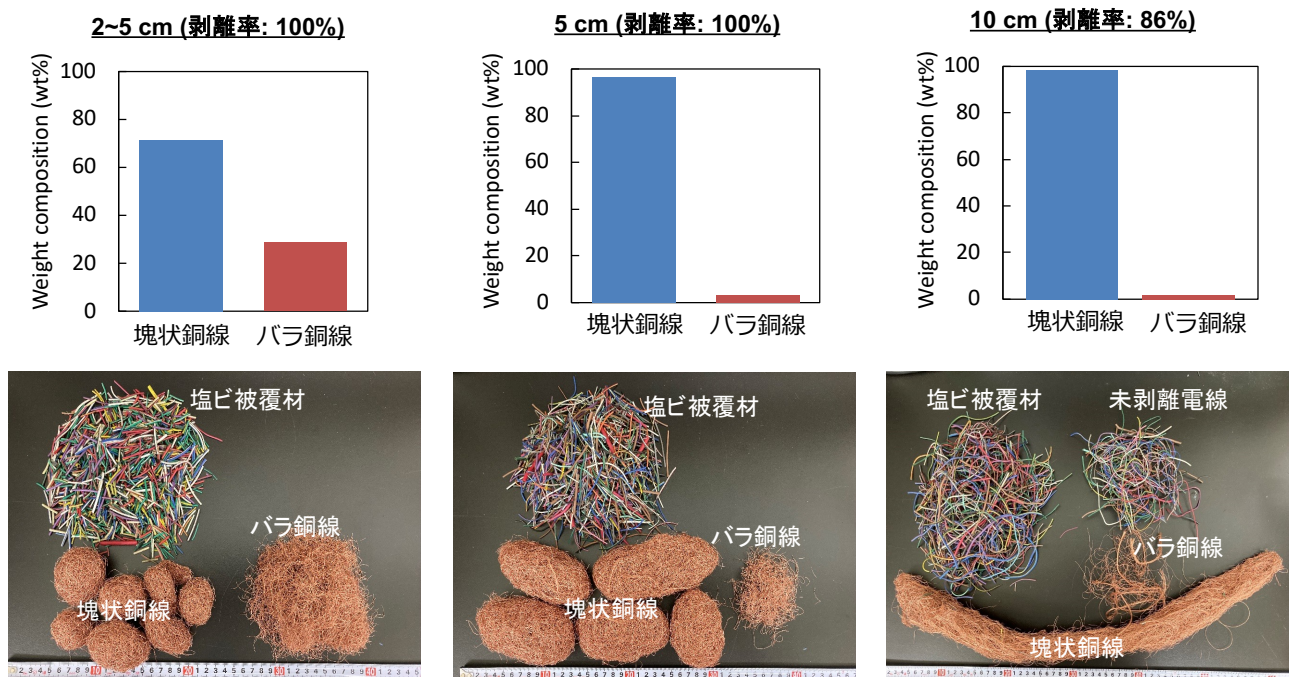 2~5 cm (剥離率: 100%)
Weight composition (wt%)
100
80
60
40
20
0
塊状銅線 バラ銅線
5 cm (剥離率: 100%)
Weight composition (wt%)
100
80
60
40
20
0
塊状銅線 バラ銅線
10 cm (剥離率: 86%)
Weight composition (wt%)
100
80
60
40
20
0
塊状銅線 バラ銅線
塩ビ被覆材
バラ銅線
塊状銅線
塩ビ被覆材
バラ銅線
塊状銅線
塩ビ被覆材 未剥離電線
バラ銅線
塊状銅線